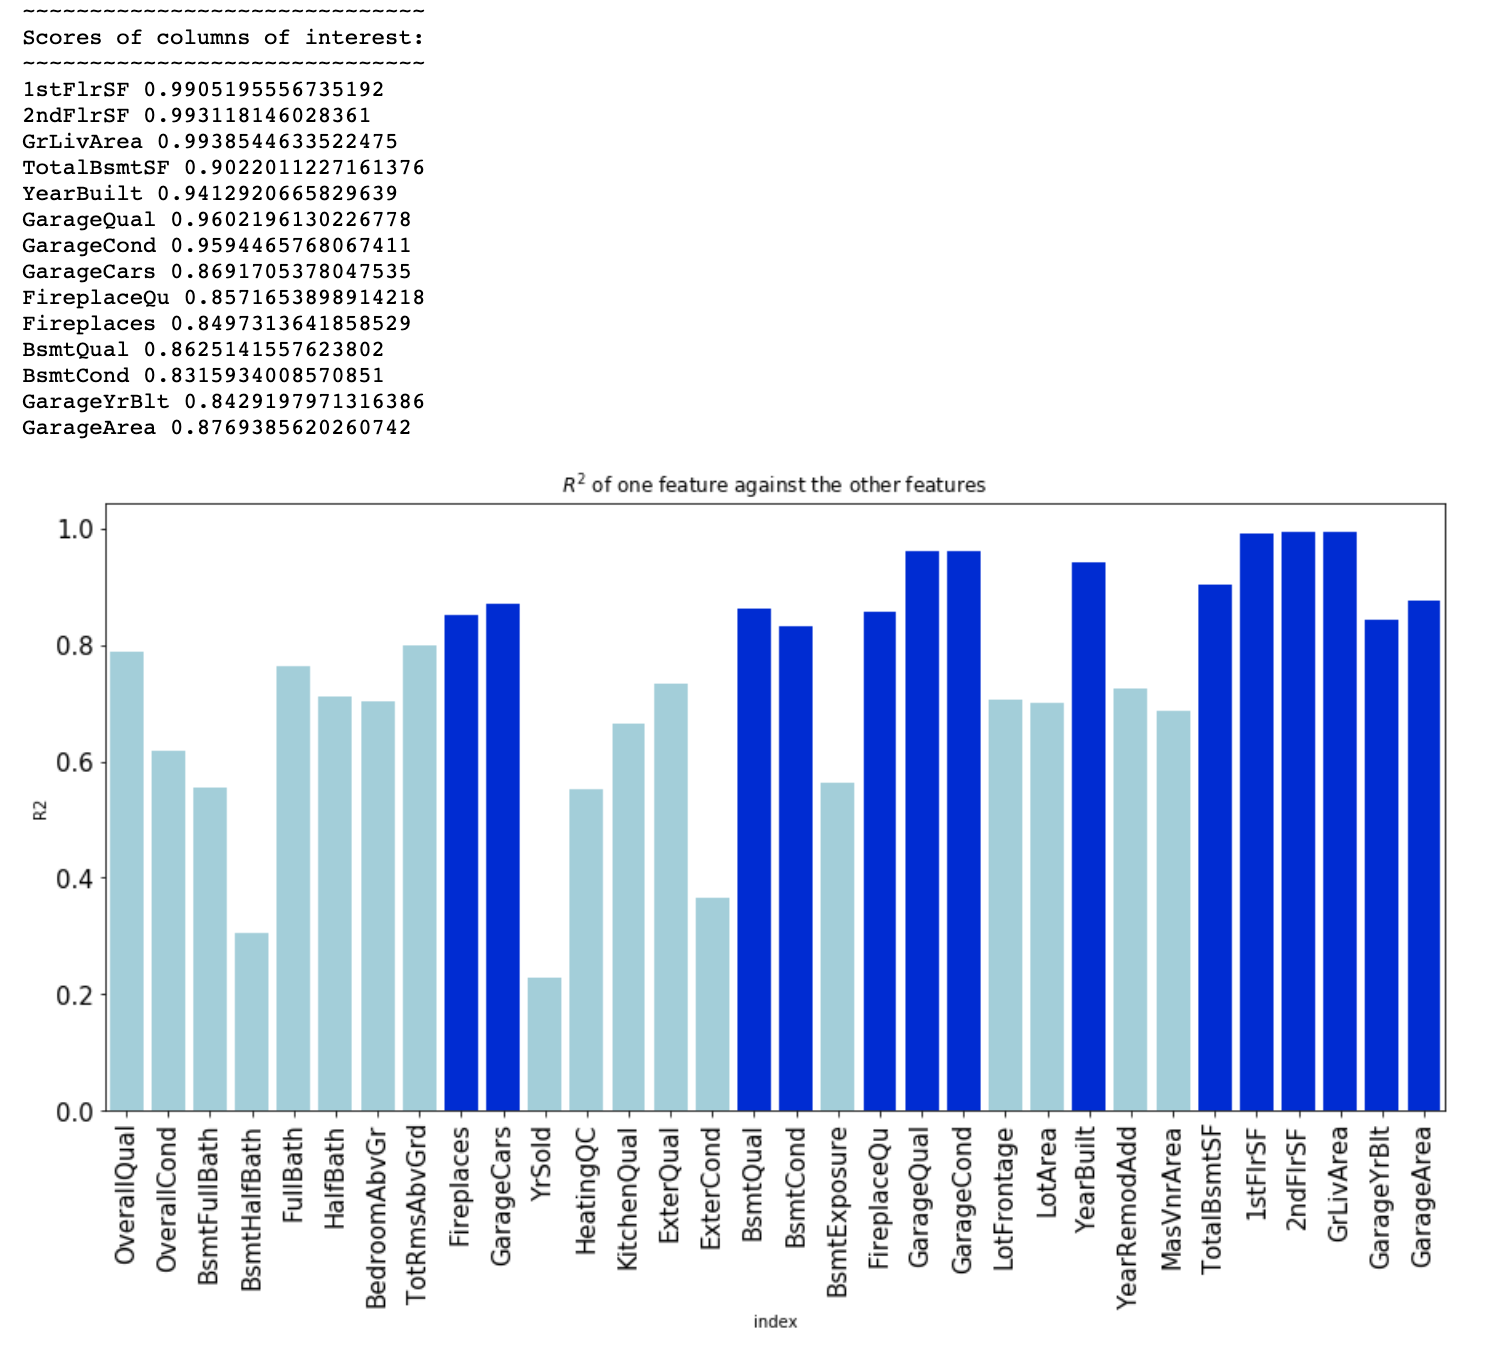 ~~~~~~~~~~~~~~~~~~~~~~~~~~~~~~
Scores of columns of interest:
~~~~~~~~~~~~~~~~~~~~~~~~~~~~~~
1stFlrSF 0.9905195556735192
2ndFlrSF 0.993118146028361
GrLivArea 0.9938544633522475
TotalBsmtSF 0.9022011227161376
YearBuilt 0.9412920665829639
GarageQual 0.9602196130226778
GarageCond 0.9594465768067411
GarageCars 0.8691705378047535
FireplaceQu 0.8571653898914218
Fireplaces 0.8497313641858529
BsmtQual 0.8625141557623802
BsmtCond 0.8315934008570851
GarageYrBlt 0.8429197971316386
GarageArea 0.8769385620260742
R² of one feature against the other features
1.0
0.8
0.6
0.4
0.2
0.0
R2
OverallQual
OverallCond
BsmtFullBath
BsmtHalfBath
FullBath
HalfBath
BedroomAbvGr
TotRmsAbvGrd
Fireplaces
GarageCars
YrSold
HeatingQC
KitchenQual
ExterQual
ExterCond
BsmtQual
BsmtCond
BsmtExposure
FireplaceQu
GarageQual
GarageCond
LotFrontage
LotArea
YearBuilt
YearRemodAdd
MasVnrArea
TotalBsmtSF
1stFlrSF
2ndFlrSF
GrLivArea
GarageYrBlt
GarageArea
index